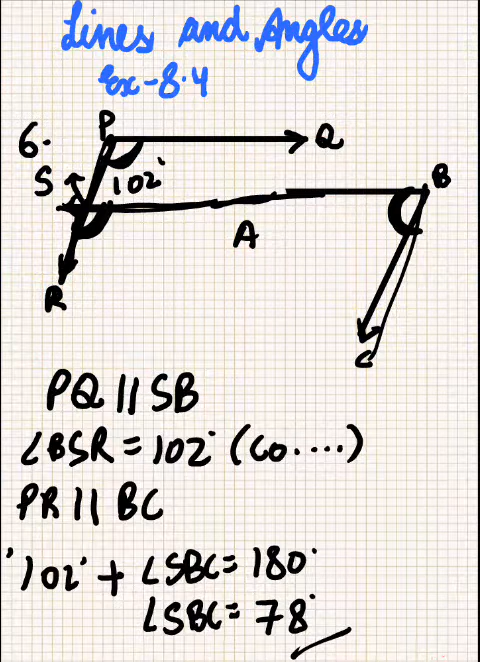 Lines and Angles
Ex-8.4
6.
P
Q
S
102°
B
A
R
C
PQ || SB
∠BSR = 102° (Co....)
PR || BC
102° + ∠SBC = 180°
∠SBC = 78°